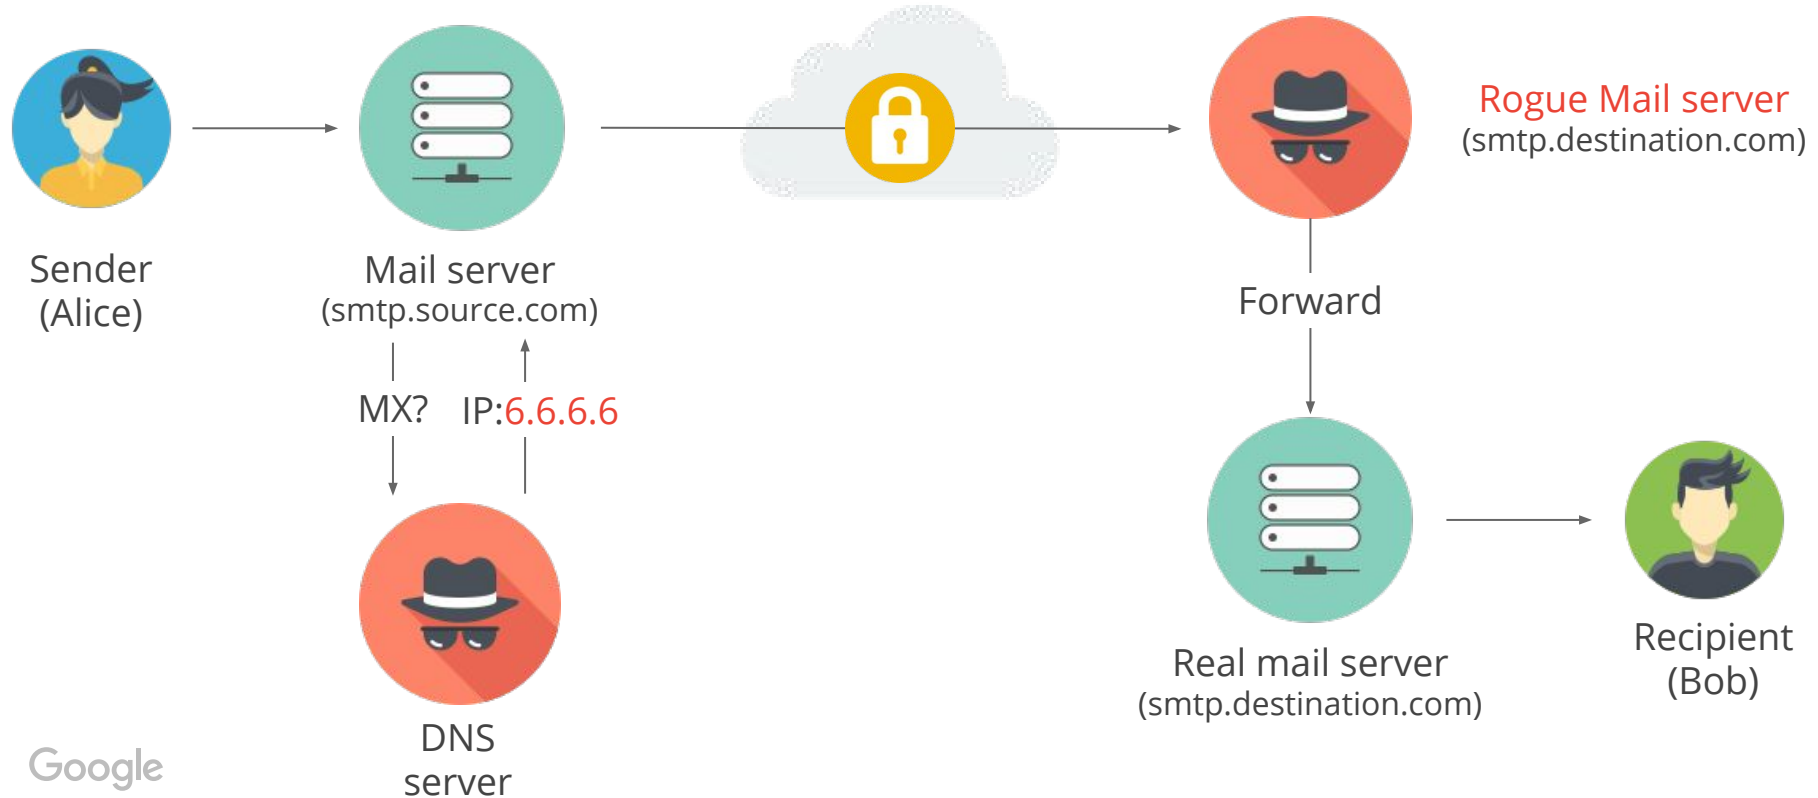 Rogue Mail server
(smtp.destination.com)
Sender
(Alice)
Mail server
(smtp.source.com)
Forward
MX?
IP:6.6.6.6
Real mail server
(smtp.destination.com)
Recipient
(Bob)
DNS
server
Google